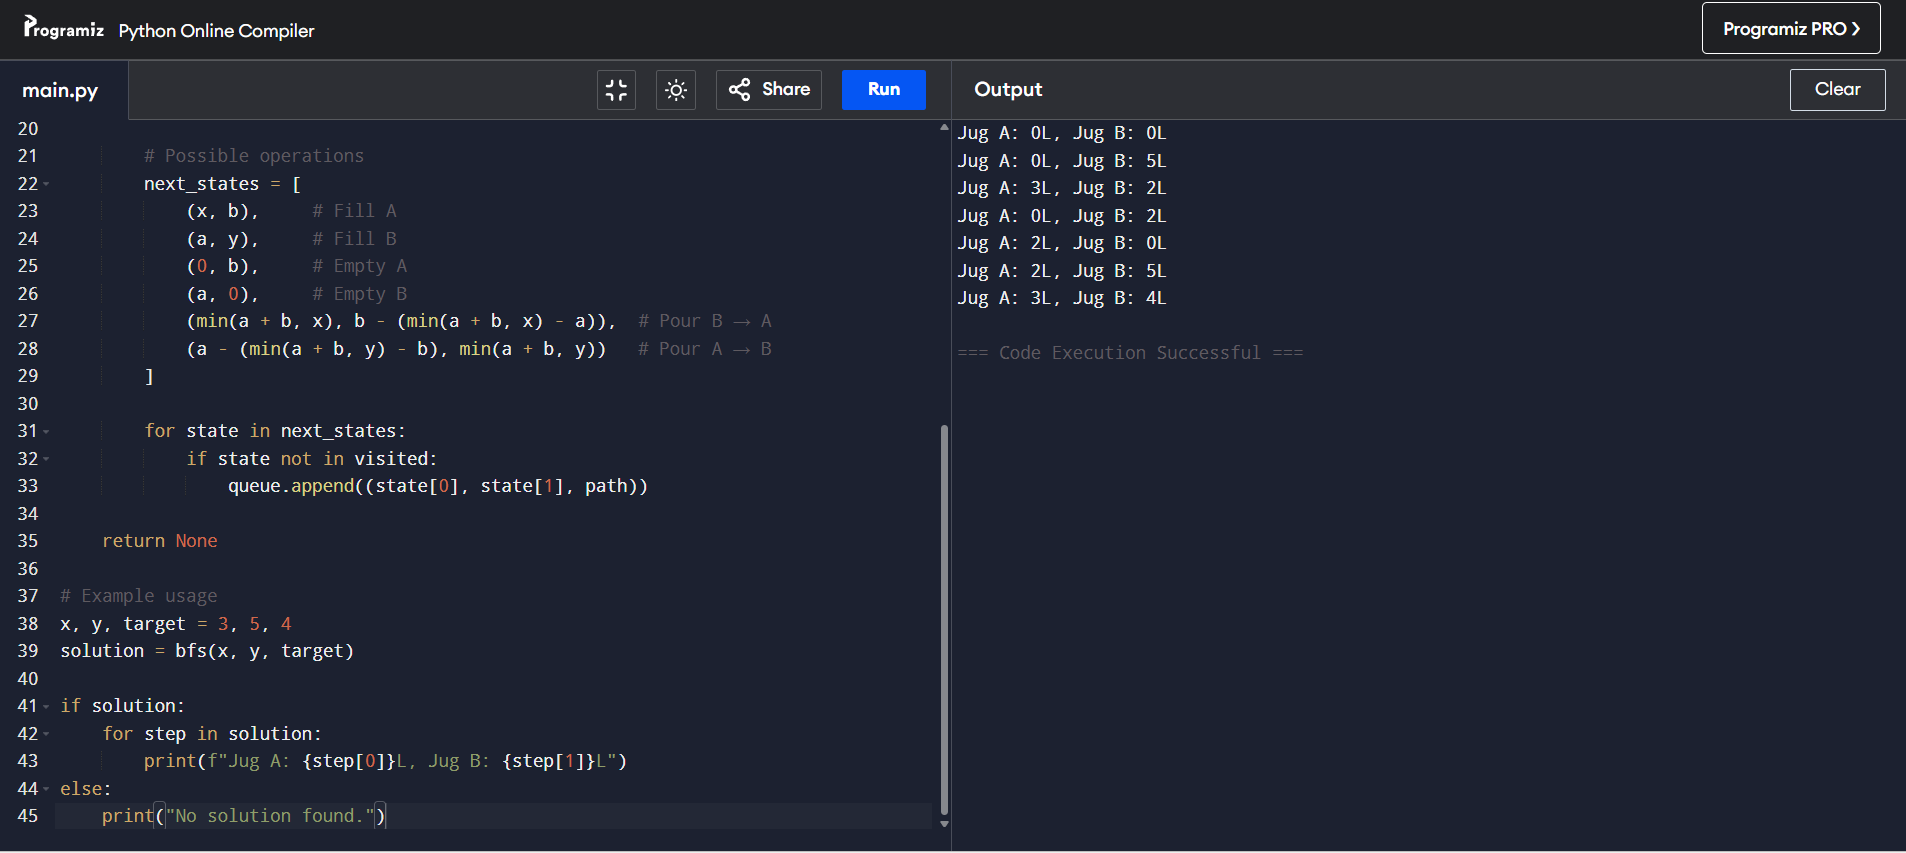 Programiz Python Online Compiler
Programiz PRO ❯
main.py
Share
Run
Output
Clear
20
21 # Possible operations
22 next_states = [
23 (x, b), # Fill A
24 (a, y), # Fill B
25 (0, b), # Empty A
26 (a, 0), # Empty B
27 (min(a + b, x), b - (min(a + b, x) - a)), # Pour B → A
28 (a - (min(a + b, y) - b), min(a + b, y)) # Pour A → B
29 ]
30
31 for state in next_states:
32 if state not in visited:
33 queue.append((state[0], state[1], path))
34
35 return None
36
37 # Example usage
38 x, y, target = 3, 5, 4
39 solution = bfs(x, y, target)
40
41 if solution:
42 for step in solution:
43 print(f"Jug A: {step[0]}L, Jug B: {step[1]}L")
44 else:
45 print("No solution found.")
Jug A: 0L, Jug B: 0L
Jug A: 0L, Jug B: 5L
Jug A: 3L, Jug B: 2L
Jug A: 0L, Jug B: 2L
Jug A: 2L, Jug B: 0L
Jug A: 2L, Jug B: 5L
Jug A: 3L, Jug B: 4L
=== Code Execution Successful ===